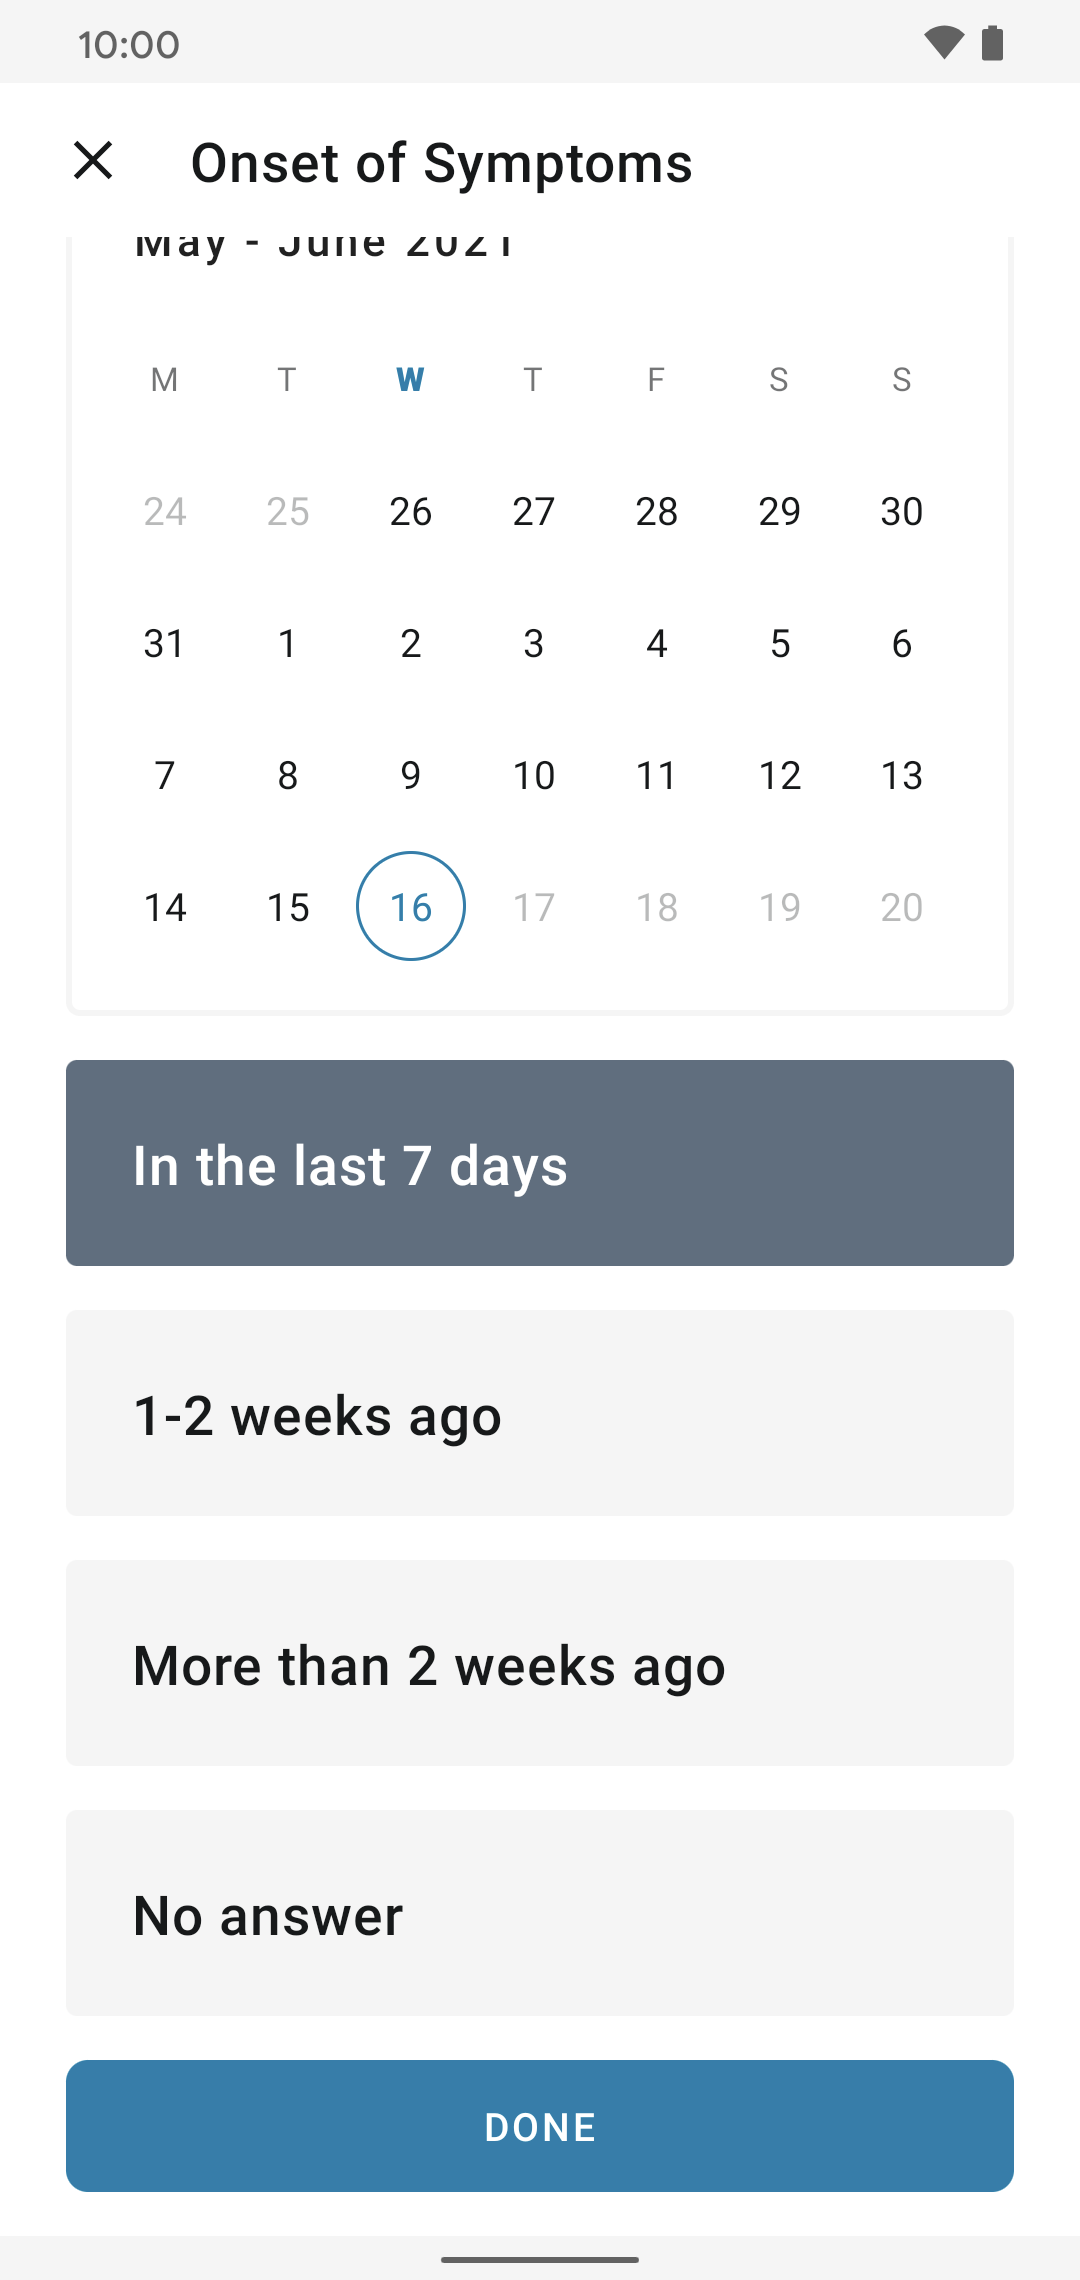 10:00
Onset of Symptoms
May - June 2021
M T W T F S S
24 25 26 27 28 29 30
31 1 2 3 4 5 6
7 8 9 10 11 12 13
14 15 16 17 18 19 20
In the last 7 days
1-2 weeks ago
More than 2 weeks ago
No answer
DONE